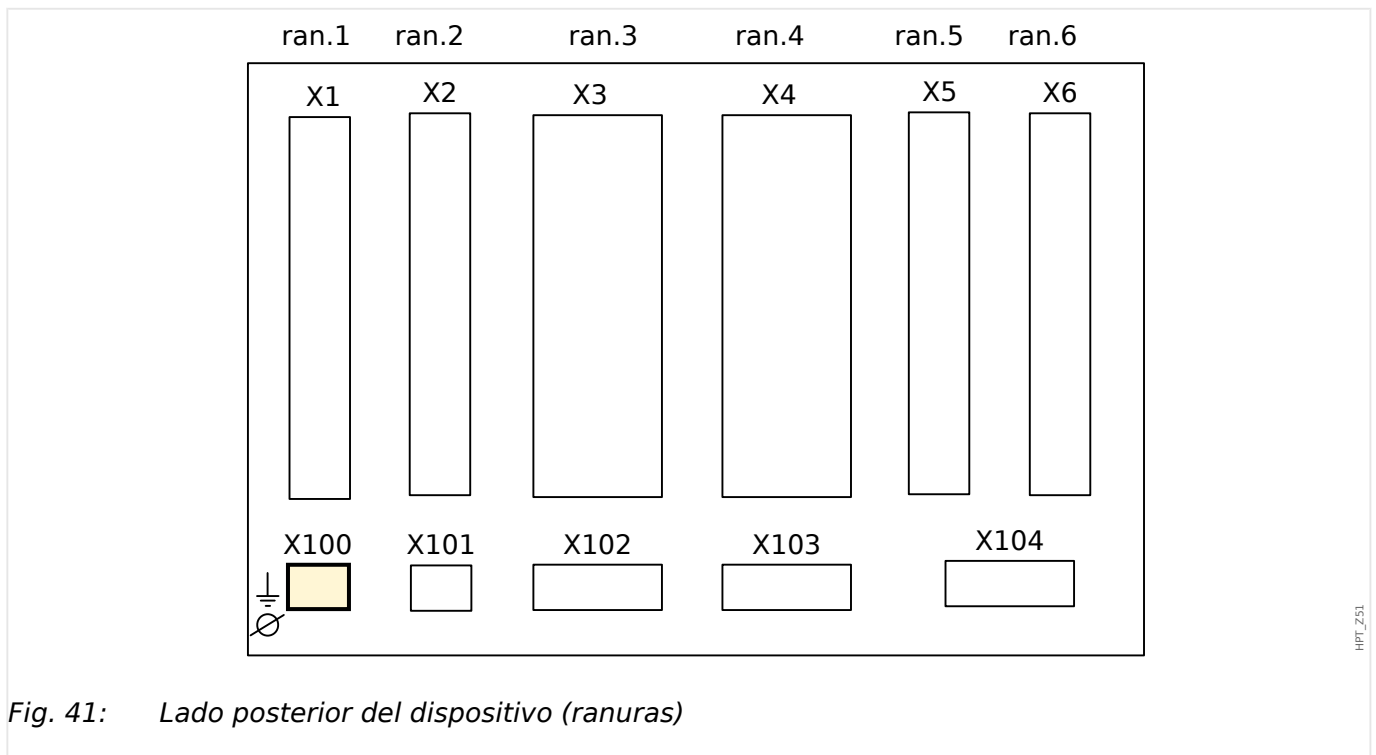 ran.1 ran.2 ran.3 ran.4 ran.5 ran.6
X1 X2 X3 X4 X5 X6
X100 X101 X102 X103 X104
HPT_Z51
Fig. 41: Lado posterior del dispositivo (ranuras)